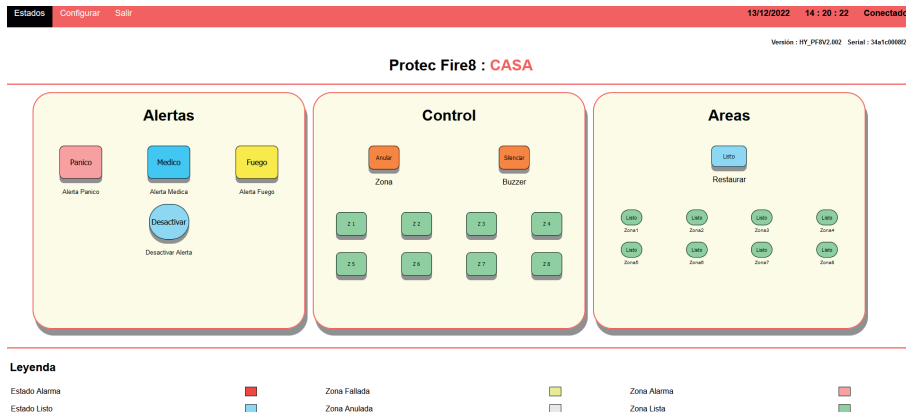 Estados Configurar Salir 13/12/2022 14 : 20 : 22 Conectado
Versión : HY_PF8V2.002 Serial : 34a1c0008f2
Protec Fire8 : CASA
Alertas
Panico Medico Fuego
Alerta Panico Alerta Medica Alerta Fuego
Desactivar
Desactivar Alerta
Control
Anular Silenciar
Zona Buzzer
Z 1 Z 2 Z 3 Z 4
Z 5 Z 6 Z 7 Z 8
Areas
Listo
Restaurar
Listo Listo Listo Listo
Zona1 Zona2 Zona3 Zona4
Listo Listo Listo Listo
Zona5 Zona6 Zona7 Zona8
Leyenda
Estado Alarma Zona Fallada Zona Alarma
Estado Listo Zona Anulada Zona Lista